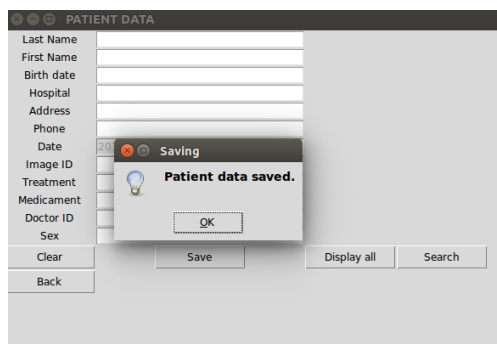 PATIENT DATA
Last Name
First Name
Birth date
Hospital
Address
Phone
Date 20
Image ID
Treatment
Medicament
Doctor ID
Sex
Saving
Patient data saved.
OK
Clear Save Display all Search
Back